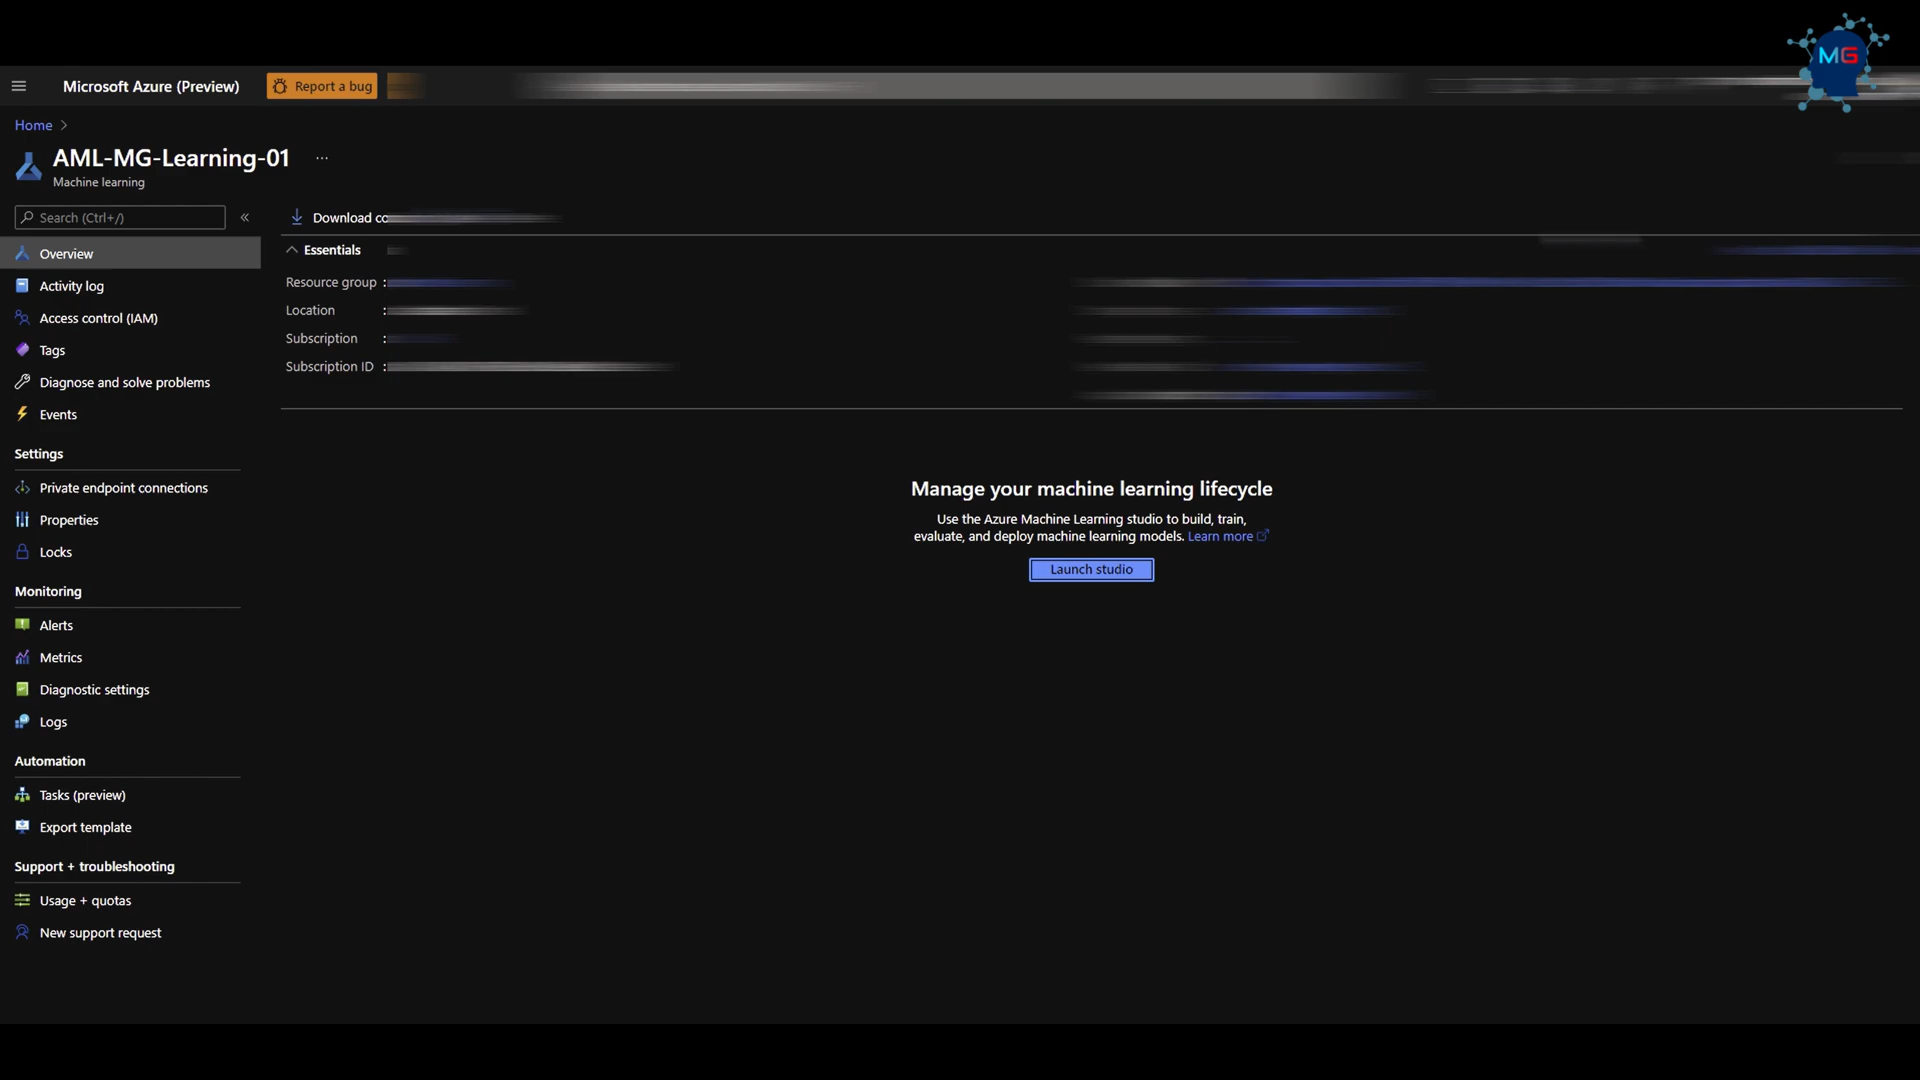 MG
Microsoft Azure (Preview)
Report a bug
Home
AML-MG-Learning-01
...
Machine learning
Search (Ctrl+/)
«
Download
Overview
Essentials
Activity log
Resource group :
Access control (IAM)
Location :
Tags
Subscription :
Diagnose and solve problems
Subscription ID :
Events
Settings
Private endpoint connections
Properties
Locks
Manage your machine learning lifecycle
Use the Azure Machine Learning studio to build, train,
evaluate, and deploy machine learning models. Learn more
Launch studio
Monitoring
Alerts
Metrics
Diagnostic settings
Logs
Automation
Tasks (preview)
Export template
Support + troubleshooting
Usage + quotas
New support request